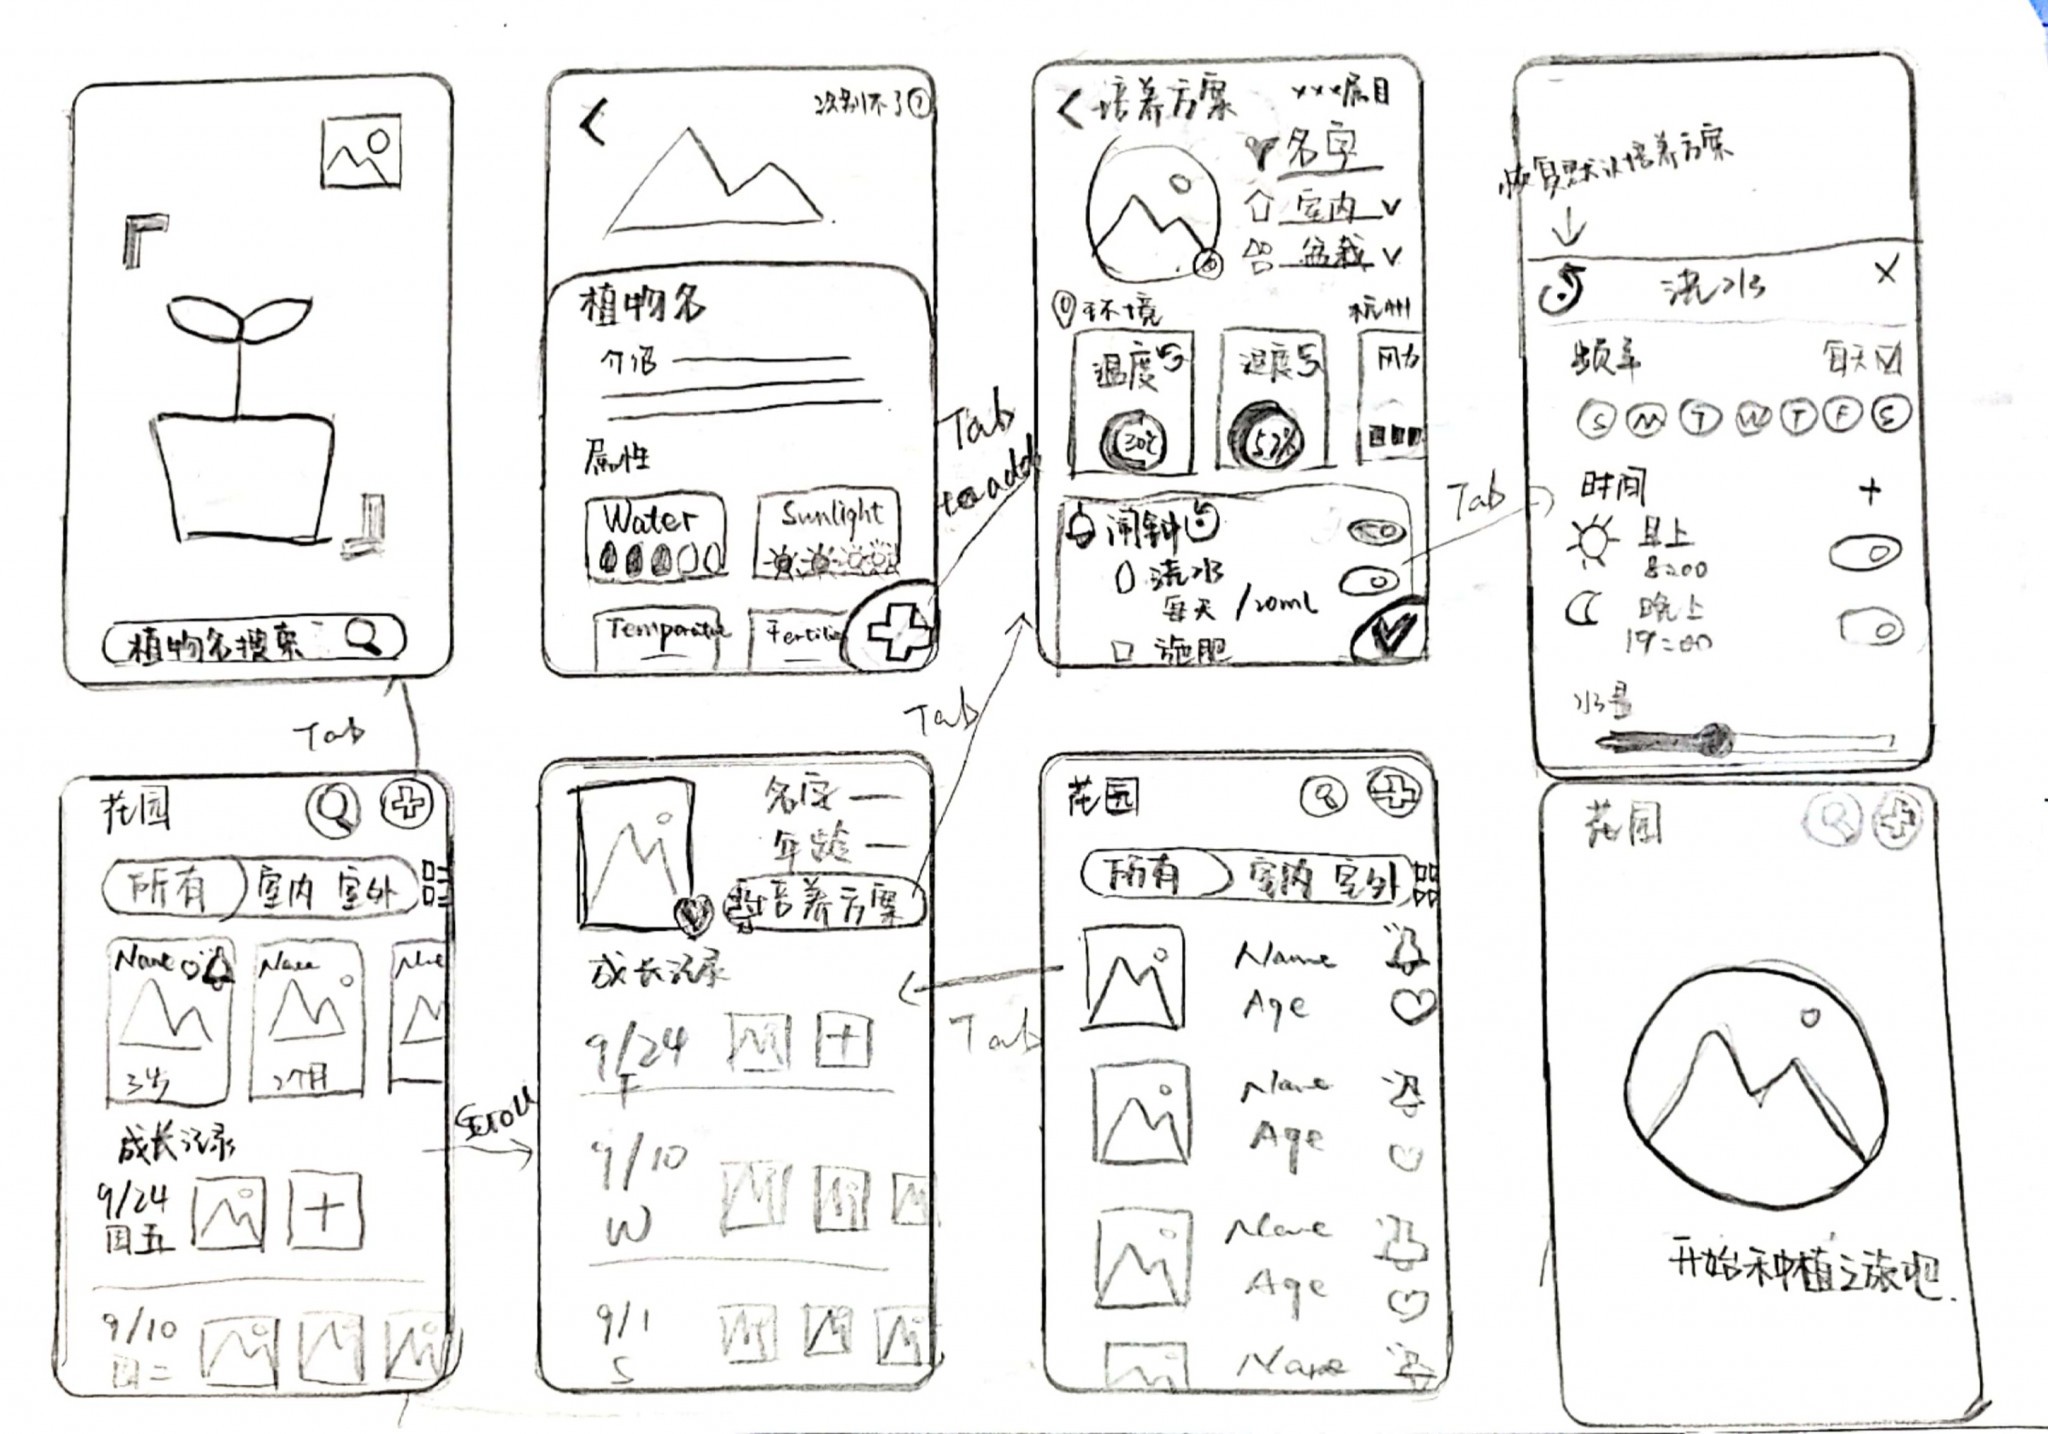 植物名搜索
识别不了?
植物名
介绍
属性
Water
Sunlight
Temperature
Tab
to add
培养方案
xxx属目
名字
室内
盆栽
环境
杭州
温度
湿度
风力
30℃
57%
闹钟
浇水
每天 /20mL
施肥
Tab
恢复默认培养方案
浇水
X
频率
每天
S M T W T F S
时间
+
早上
8:00
晚上
19:00
水量
Tab
花园
所有 室内 室外
Name
Name
3岁
2个月
成长记录
9/24
周五
9/10
周二
Scroll
名字
年龄
培养方案
成长记录
9/24
F
9/10
W
9/1
S
Tab
Tab
花园
所有 室内 室外
Name
Age
Name
Age
Name
Age
Name
花园
开始种植之旅吧.